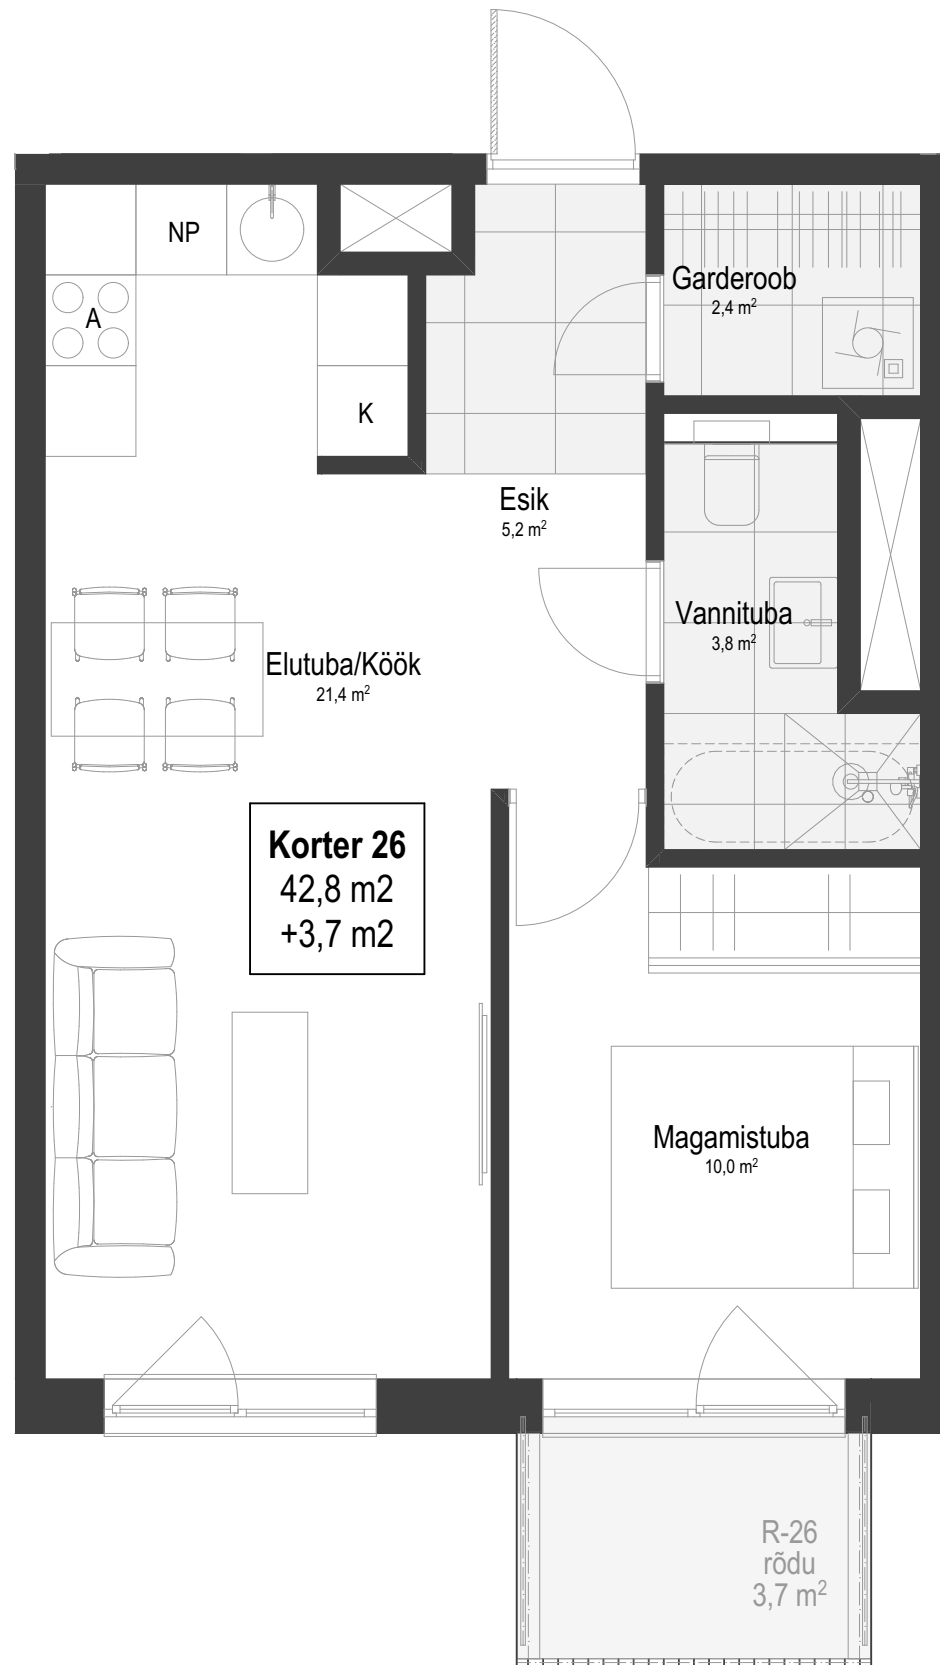 NP
A
K
Garderoob
2,4 m²
Esik
5,2 m²
Vannituba
3,8 m²
Elutuba/Köök
21,4 m²
Korter 26
42,8 m2
+3,7 m2
Magamistuba
10,0 m²
R-26
rõdu
3,7 m²